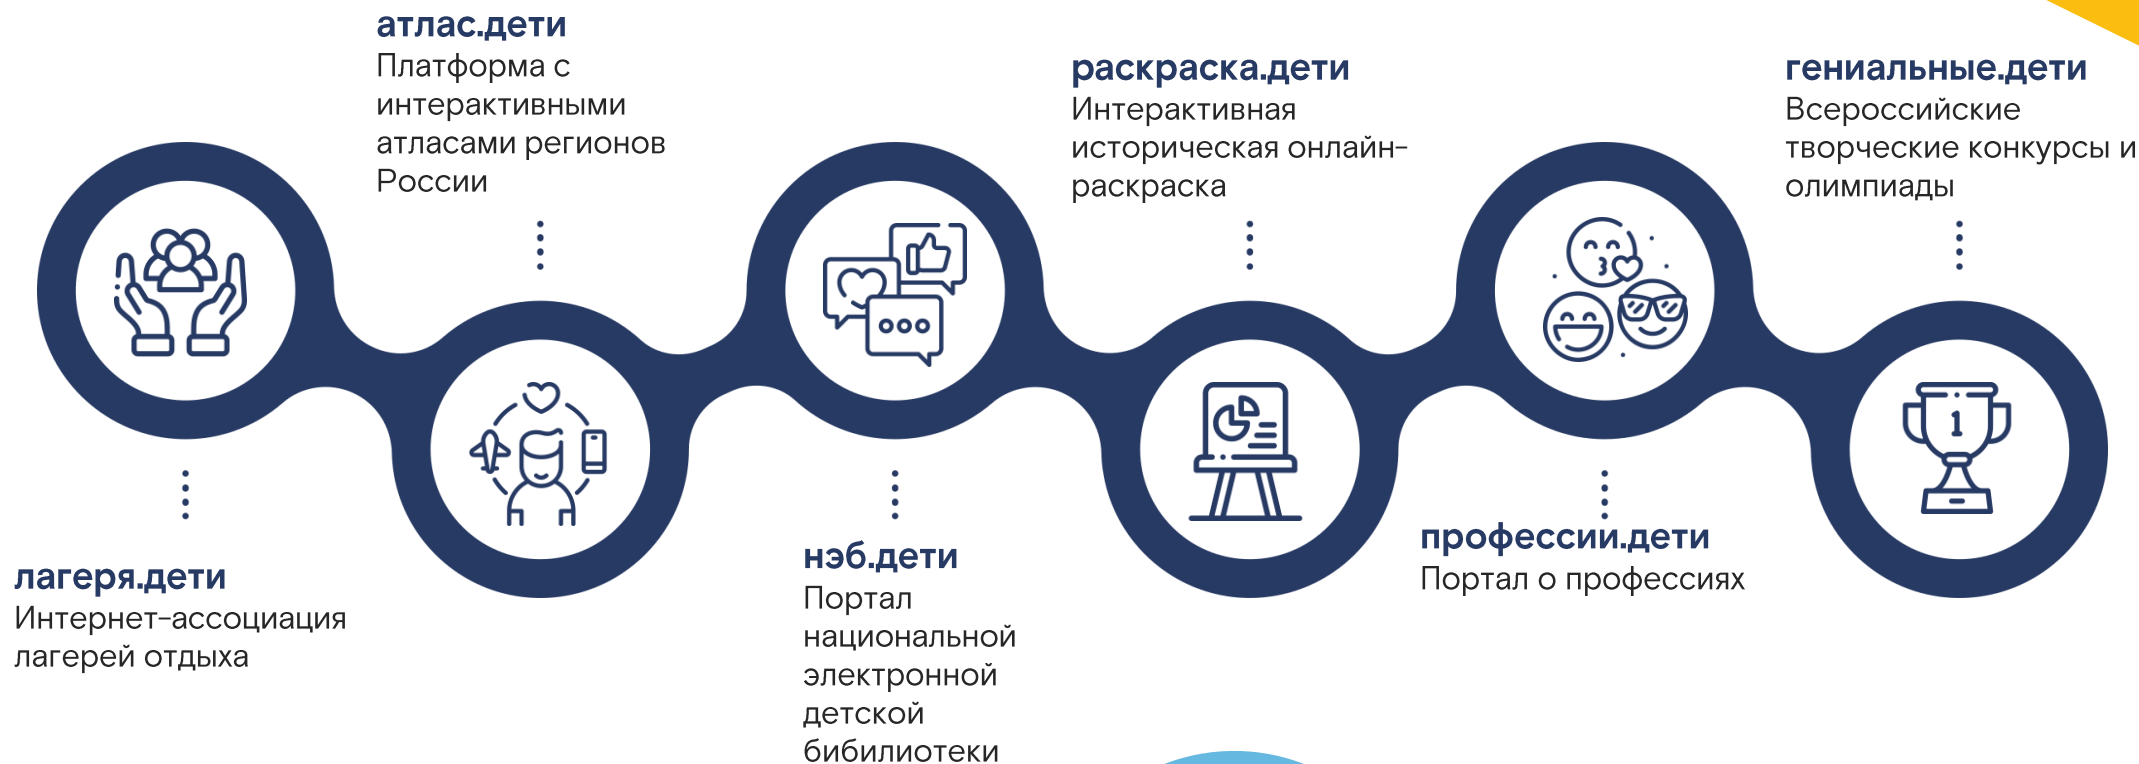 атлас.дети
Платформа с
интерактивными
атласами регионов
России
раскраска.дети
Интерактивная
историческая онлайн-
раскраска
гениальные.дети
Всероссийские
творческие конкурсы и
олимпиады
1
лагеря.дети
Интернет-ассоциация
лагерей отдыха
нэб.дети
Портал
национальной
электронной
детской
бибилиотеки
профессии.дети
Портал о профессиях